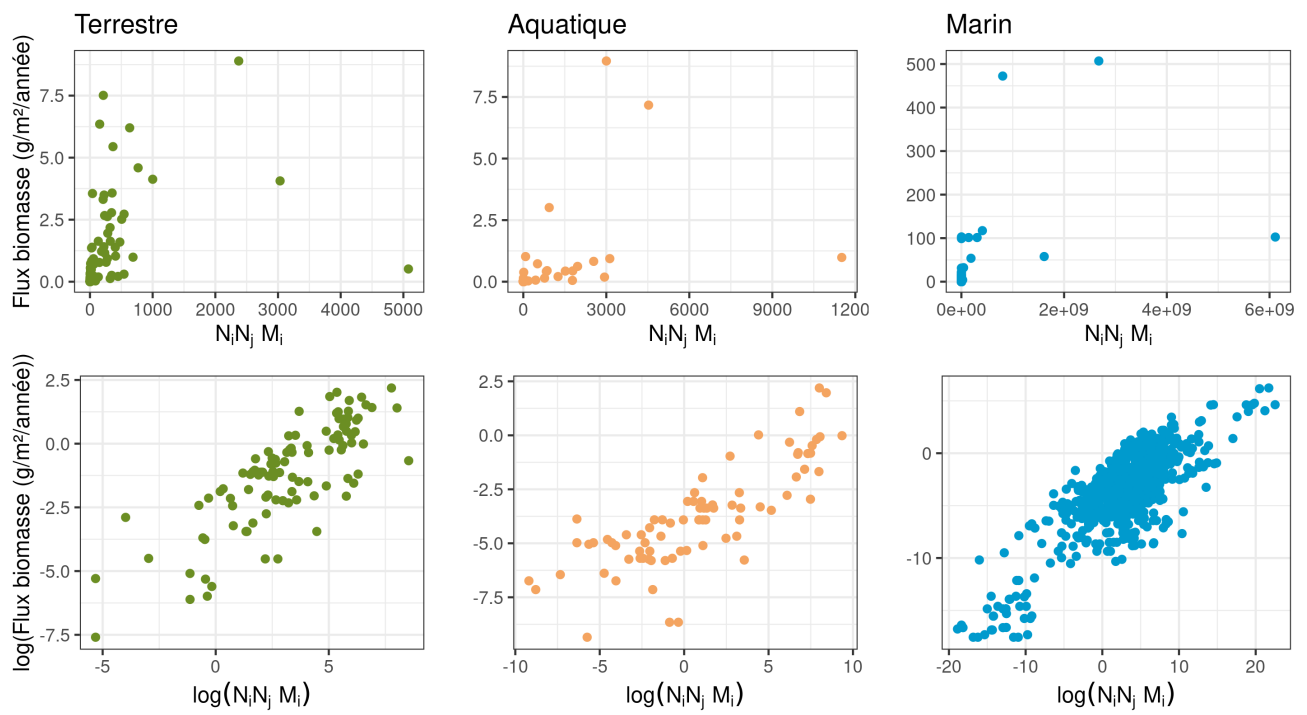 Terrestre Aquatique Marin
Flux biomasse (g/m²/année)
7.5
5.0
2.5
0.0
0 1000 2000 3000 4000 5000
NiNj Mi
7.5
5.0
2.5
0.0
0 3000 6000 9000 1200
NiNj Mi
500
400
300
200
100
0
0e+00 2e+09 4e+09 6e+09
NiNj Mi
log(Flux biomasse (g/m²/année))
2.5
0.0
-2.5
-5.0
-7.5
-5 0 5
log(NiNj Mi)
2.5
0.0
-2.5
-5.0
-7.5
-10 -5 0 5 10
log(NiNj Mi)
0
-10
-20 -10 0 10 20
log(NiNj Mi)